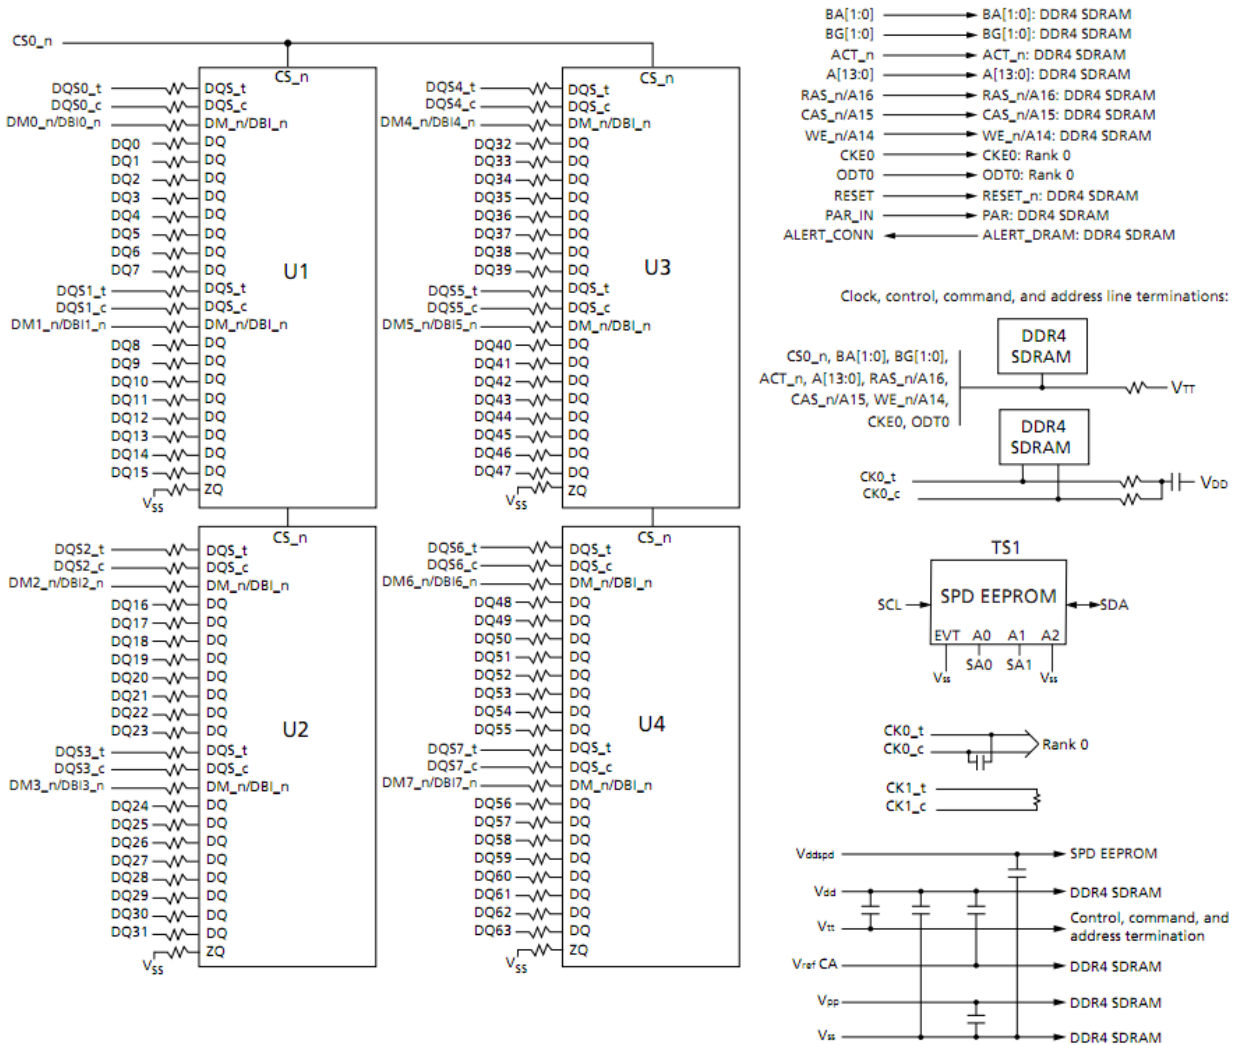 CS0_n
CS_n
DQS0_t DQS_t
DQS0_c DQS_c
DM0_n/DBI0_n DM_n/DBI_n
DQ0 DQ
DQ1 DQ
DQ2 DQ
DQ3 DQ
DQ4 DQ
DQ5 DQ
DQ6 DQ
DQ7 DQ
U1
DQS1_t DQS_t
DQS1_c DQS_c
DM1_n/DBI1_n DM_n/DBI_n
DQ8 DQ
DQ9 DQ
DQ10 DQ
DQ11 DQ
DQ12 DQ
DQ13 DQ
DQ14 DQ
DQ15 DQ
VSS ZQ
CS_n
DQS2_t DQS_t
DQS2_c DQS_c
DM2_n/DBI2_n DM_n/DBI_n
DQ16 DQ
DQ17 DQ
DQ18 DQ
DQ19 DQ
DQ20 DQ
DQ21 DQ
DQ22 DQ
DQ23 DQ
U2
DQS3_t DQS_t
DQS3_c DQS_c
DM3_n/DBI3_n DM_n/DBI_n
DQ24 DQ
DQ25 DQ
DQ26 DQ
DQ27 DQ
DQ28 DQ
DQ29 DQ
DQ30 DQ
DQ31 DQ
VSS ZQ
CS_n
DQS4_t DQS_t
DQS4_c DQS_c
DM4_n/DBI4_n DM_n/DBI_n
DQ32 DQ
DQ33 DQ
DQ34 DQ
DQ35 DQ
DQ36 DQ
DQ37 DQ
DQ38 DQ
DQ39 DQ
U3
DQS5_t DQS_t
DQS5_c DQS_c
DM5_n/DBI5_n DM_n/DBI_n
DQ40 DQ
DQ41 DQ
DQ42 DQ
DQ43 DQ
DQ44 DQ
DQ45 DQ
DQ46 DQ
DQ47 DQ
VSS ZQ
CS_n
DQS6_t DQS_t
DQS6_c DQS_c
DM6_n/DBI6_n DM_n/DBI_n
DQ48 DQ
DQ49 DQ
DQ50 DQ
DQ51 DQ
DQ52 DQ
DQ53 DQ
DQ54 DQ
DQ55 DQ
U4
DQS7_t DQS_t
DQS7_c DQS_c
DM7_n/DBI7_n DM_n/DBI_n
DQ56 DQ
DQ57 DQ
DQ58 DQ
DQ59 DQ
DQ60 DQ
DQ61 DQ
DQ62 DQ
DQ63 DQ
VSS ZQ
BA[1:0] BA[1:0]: DDR4 SDRAM
BG[1:0] BG[1:0]: DDR4 SDRAM
ACT_n ACT_n: DDR4 SDRAM
A[13:0] A[13:0]: DDR4 SDRAM
RAS_n/A16 RAS_n/A16: DDR4 SDRAM
CAS_n/A15 CAS_n/A15: DDR4 SDRAM
WE_n/A14 WE_n/A14: DDR4 SDRAM
CKE0 CKE0: Rank 0
ODT0 ODT0: Rank 0
RESET RESET_n: DDR4 SDRAM
PAR_IN PAR: DDR4 SDRAM
ALERT_CONN ALERT_DRAM: DDR4 SDRAM
Clock, control, command, and address line terminations:
DDR4
SDRAM
CS0_n, BA[1:0], BG[1:0],
ACT_n, A[13:0], RAS_n/A16,
CAS_n/A15, WE_n/A14,
CKE0, ODT0
VTT
DDR4
SDRAM
CK0_t
CK0_c
VDD
TS1
SCL SPD EEPROM SDA
EVT A0 A1 A2
Vss SA0 SA1 Vss
CK0_t
CK0_c
Rank 0
CK1_t
CK1_c
Vddspd SPD EEPROM
Vdd DDR4 SDRAM
Vtt Control, command, and
address termination
Vref CA DDR4 SDRAM
Vpp DDR4 SDRAM
Vss DDR4 SDRAM